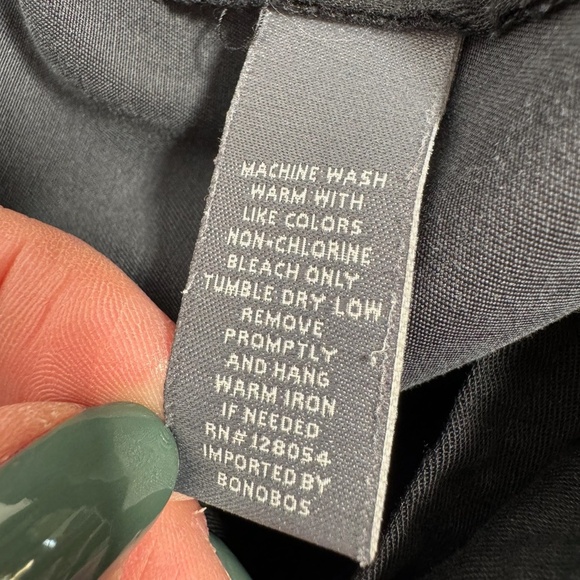 MACHINE WASH
WARM WITH
LIKE COLORS
NON-CHLORINE
BLEACH ONLY
TUMBLE DRY LOW
REMOVE
PROMPTLY
AND HANG
WARM IRON
IF NEEDED
RN#128054
IMPORTED BY
BONOBOS